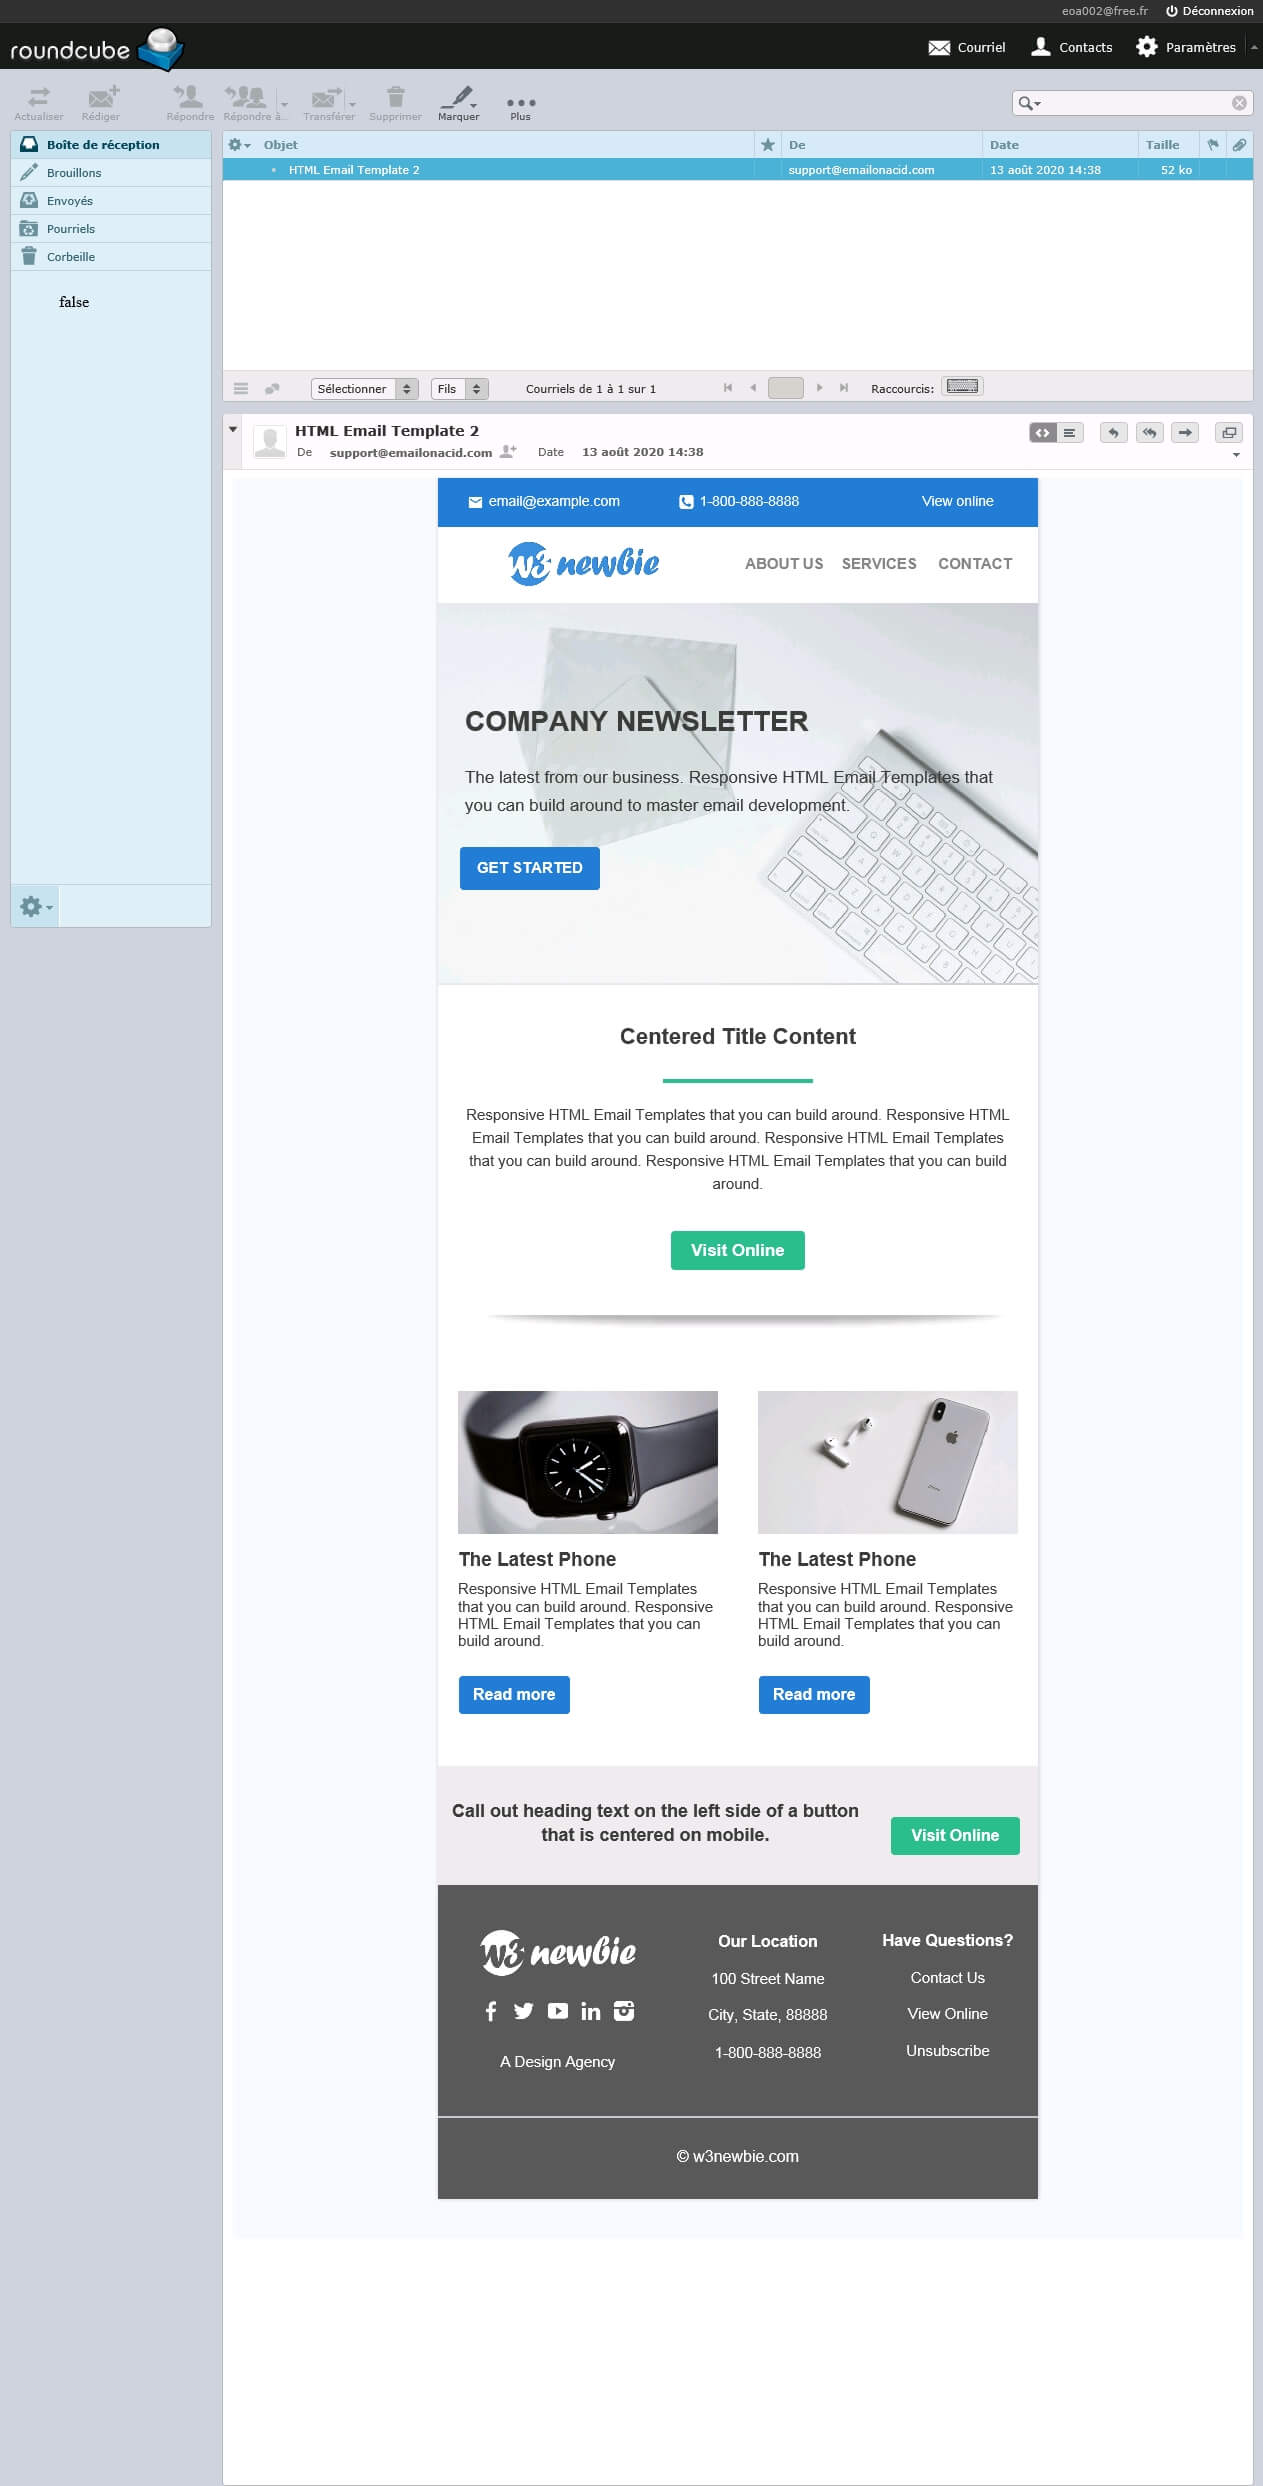 eoa002@free.fr Déconnexion
roundcube
Courriel Contacts Paramètres
Actualiser Rédiger Répondre Répondre à... Transférer Supprimer Marquer Plus
Boîte de réception
Brouillons
Envoyés
Pourriels
Corbeille
false
Objet De Date Taille
HTML Email Template 2 support@emailonacid.com 13 août 2020 14:38 52 ko
Sélectionner Fils Courriels de 1 à 1 sur 1 Raccourcis:
HTML Email Template 2
De support@emailonacid.com Date 13 août 2020 14:38
email@example.com 1-800-888-8888 View online
w3 newbie ABOUT US SERVICES CONTACT
COMPANY NEWSLETTER
The latest from our business. Responsive HTML Email Templates that
you can build around to master email development.
GET STARTED
Centered Title Content
Responsive HTML Email Templates that you can build around. Responsive HTML
Email Templates that you can build around. Responsive HTML Email Templates
that you can build around. Responsive HTML Email Templates that you can build
around.
Visit Online
The Latest Phone
Responsive HTML Email Templates
that you can build around. Responsive
HTML Email Templates that you can
build around.
Read more
The Latest Phone
Responsive HTML Email Templates
that you can build around. Responsive
HTML Email Templates that you can
build around.
Read more
Call out heading text on the left side of a button
that is centered on mobile.
Visit Online
w3 newbie
A Design Agency
Our Location
100 Street Name
City, State, 88888
1-800-888-8888
Have Questions?
Contact Us
View Online
Unsubscribe
© w3newbie.com